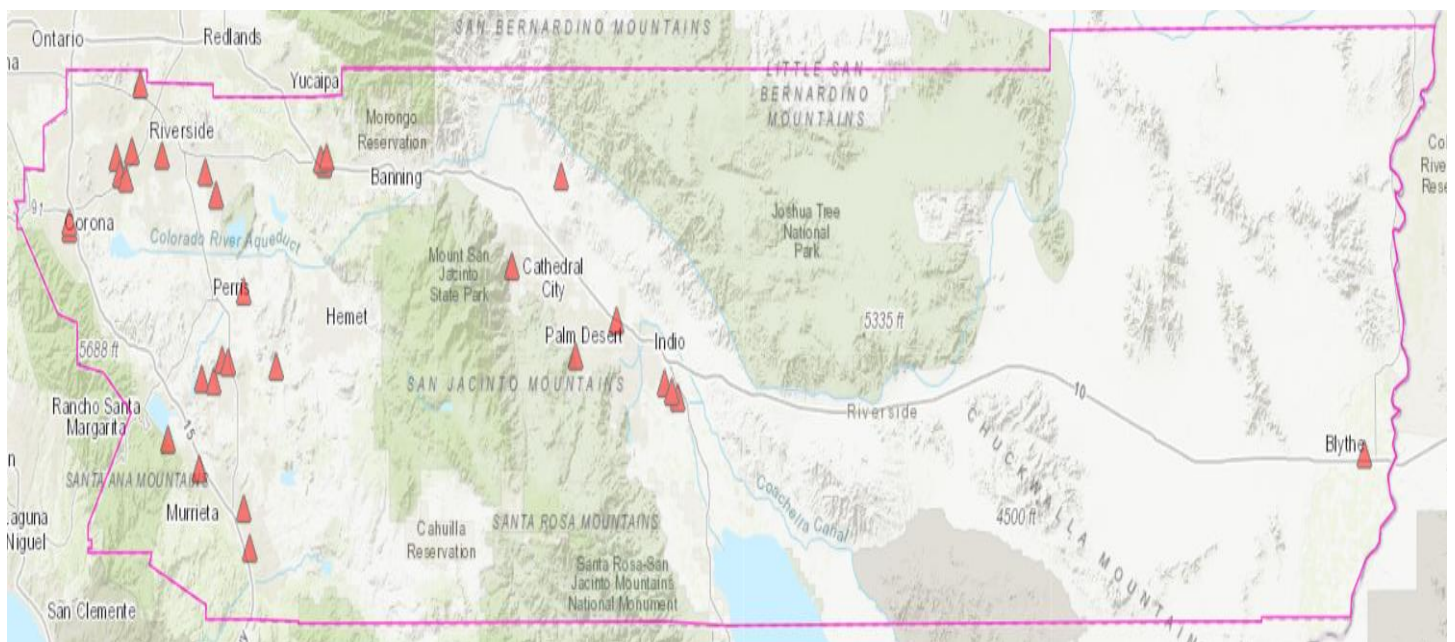 SAN BERNARDINO MOUNTAINS
Ontario
Redlands
Yucaipa
LITTLE SAN
BERNARDINO
MOUNTAINS
Morongo
Reservation
Riverside
Banning
91
Corona
Colorado River Aqueduct
Joshua Tree
National
Park
Mount San
Jacinto
State Park
Cathedral
City
Perris
Hemet
5335 ft
Palm Desert
Indio
5688 ft
SAN JACINTO MOUNTAINS
10
Rancho Santa
Margarita
15
Riverside
CHUCKWALLA MOUNTAIN
Blythe
SANTA ANA MOUNTAINS
Murrieta
Coachella Canal
4500 ft
Cahuilla
Reservation
SANTA ROSA MOUNTAINS
Santa Rosa-San
Jacinto Mountains
National Monument
San Clemente
Niguel